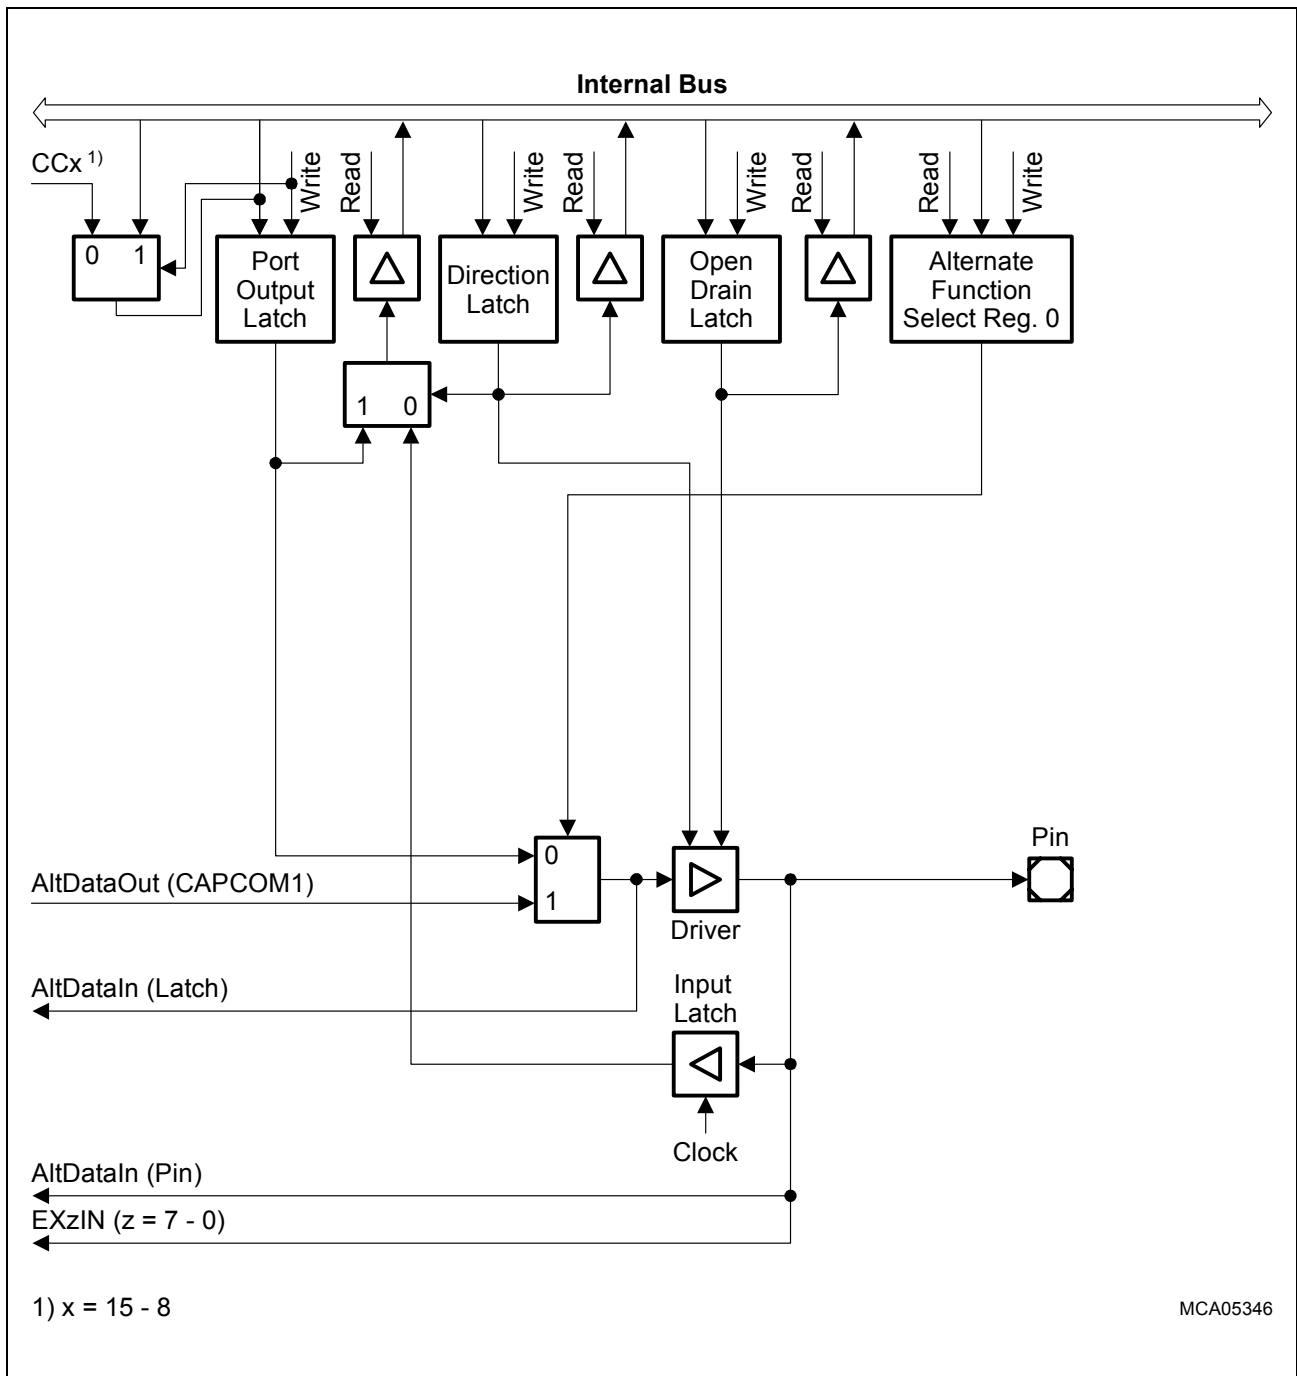 Internal Bus
CCx 1)
Write
Read
Write
Read
Write
Read
Read
Write
0 1
Port
Output
Latch
Direction
Latch
Open
Drain
Latch
Alternate
Function
Select Reg. 0
1 0
Pin
0
AltDataOut (CAPCOM1)
1
Driver
AltDataIn (Latch)
Input
Latch
Clock
AltDataIn (Pin)
EXzIN (z = 7 - 0)
1) x = 15 - 8
MCA05346